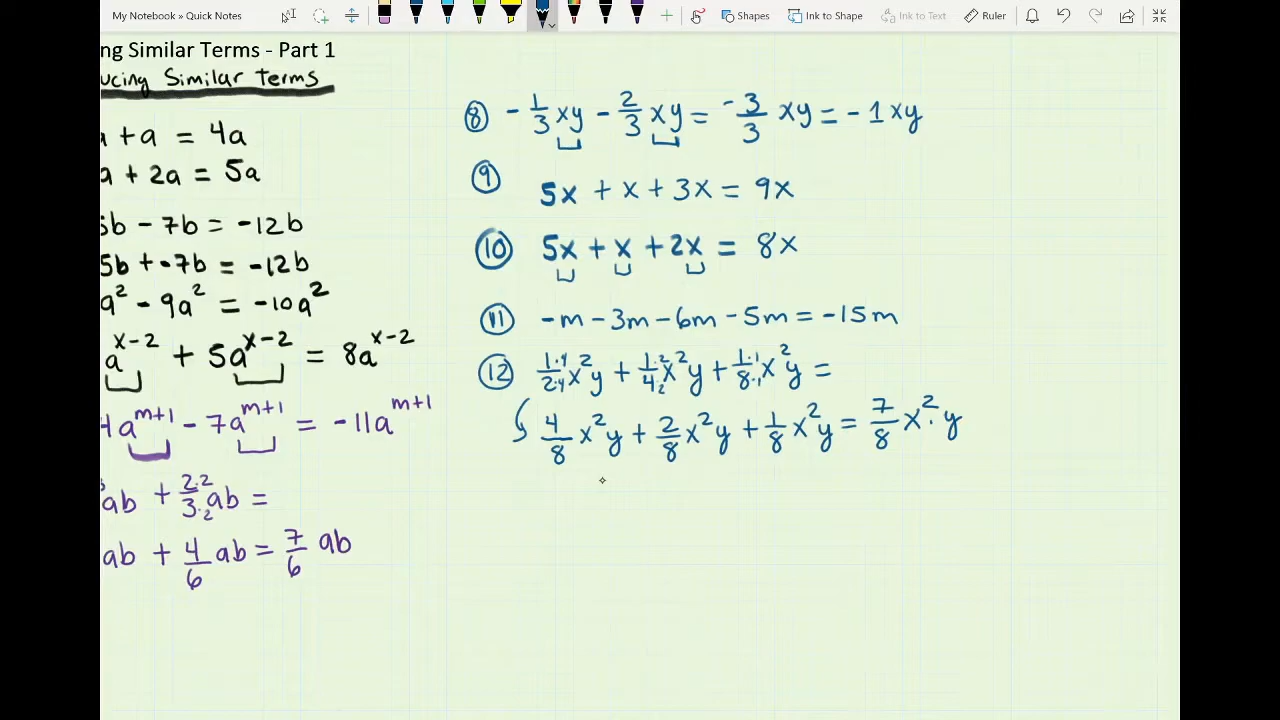 My Notebook » Quick Notes
Shapes
Ink to Shape
Ink to Text
Ruler
ng Similar Terms - Part 1
ucing Similar terms
+ a = 4a
a + 2a = 5a
5b - 7b = -12b
5b + -7b = -12b
a² - 9a² = -10a²
a^(x-2) + 5a^(x-2) = 8a^(x-2)
4a^(m+1) - 7a^(m+1) = -11a^(m+1)
ab + 2·2/3·2 ab =
ab + 4/6 ab = 7/6 ab
⑧ -1/3 xy - 2/3 xy = -3/3 xy = -1xy
⑨ 5x + x + 3x = 9x
⑩ 5x + x + 2x = 8x
⑪ -m - 3m - 6m - 5m = -15m
⑫ 1·4/2·4 x²y + 1·2/4·2 x²y + 1·1/8·1 x²y =
4/8 x²y + 2/8 x²y + 1/8 x²y = 7/8 x²·y